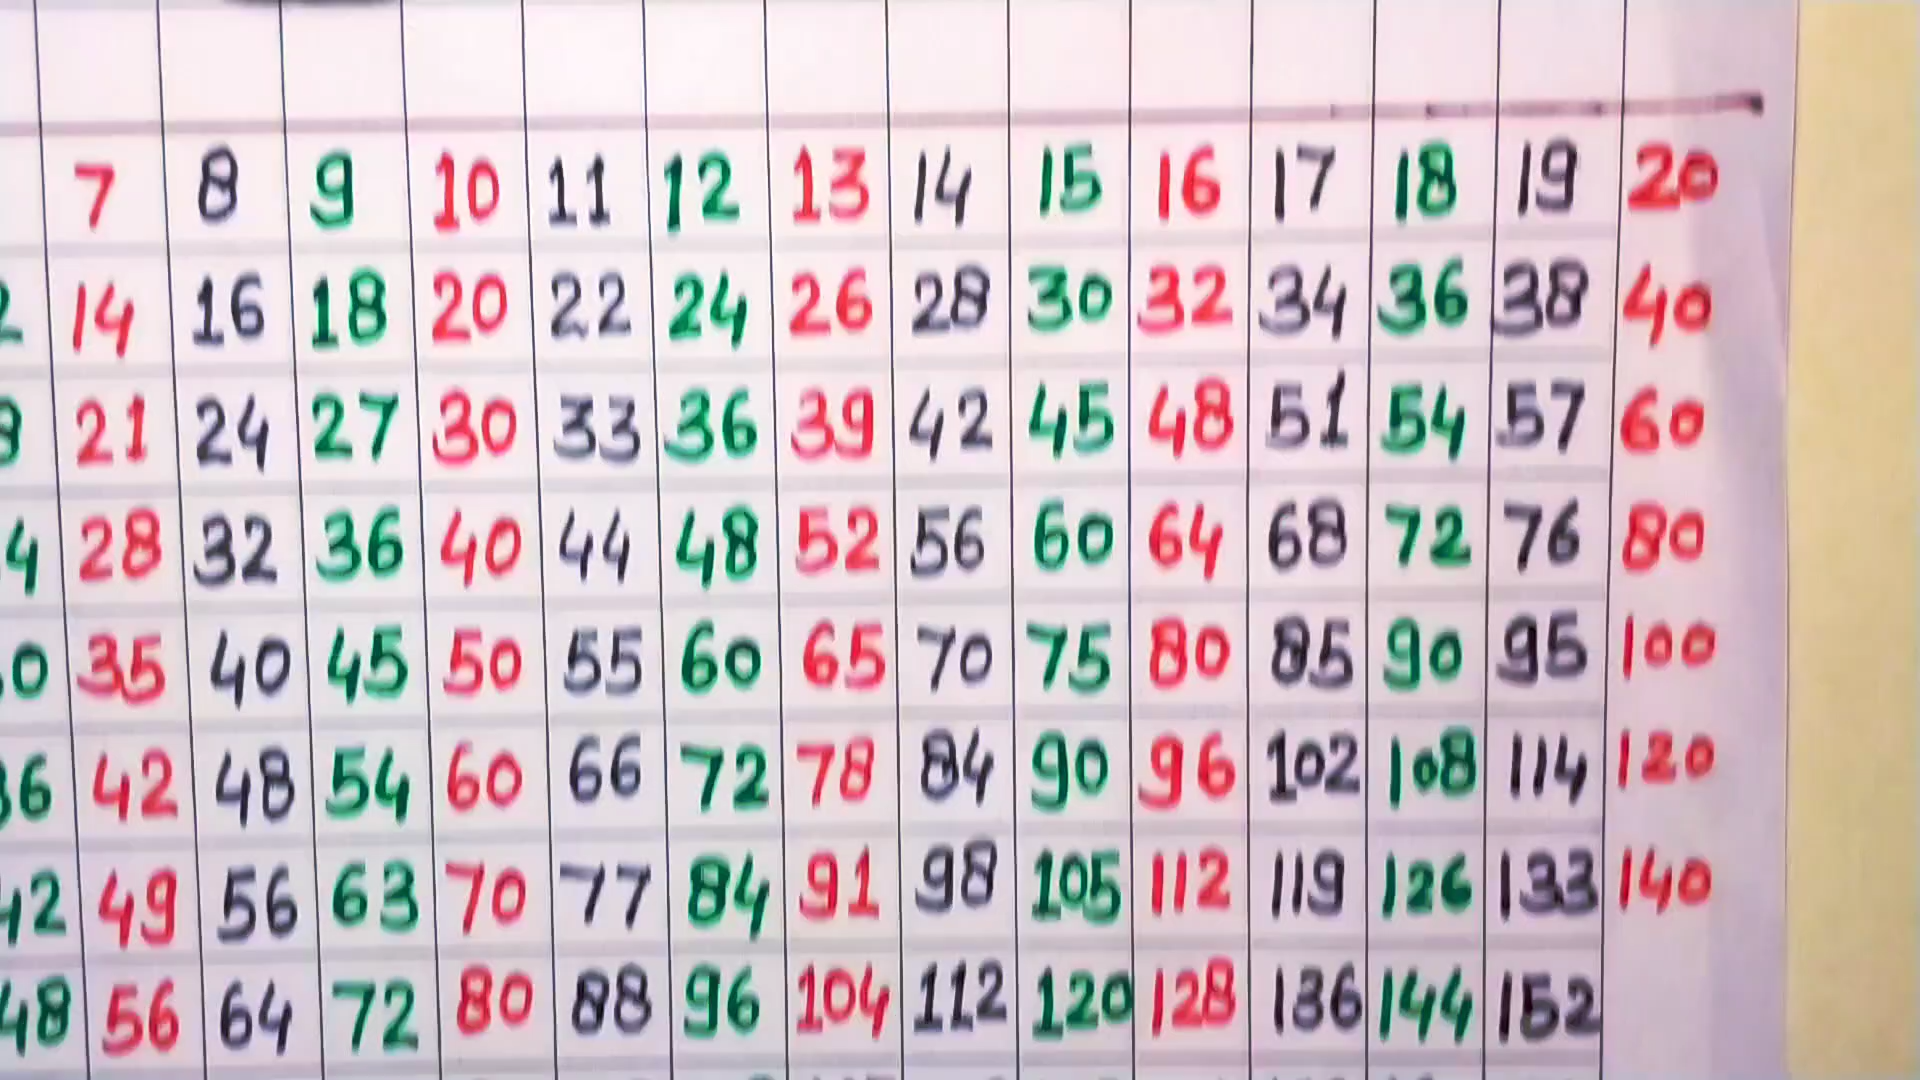 7 8 9 10 11 12 13 14 15 16 17 18 19 20
14 16 18 20 22 24 26 28 30 32 34 36 38 40
21 24 27 30 33 36 39 42 45 48 51 54 57 60
4 28 32 36 40 44 48 52 56 60 64 68 72 76 80
0 35 40 45 50 55 60 65 70 75 80 85 90 95 100
36 42 48 54 60 66 72 78 84 90 96 102 108 114 120
42 49 56 63 70 77 84 91 98 105 112 119 126 133 140
48 56 64 72 80 88 96 104 112 120 128 136 144 152